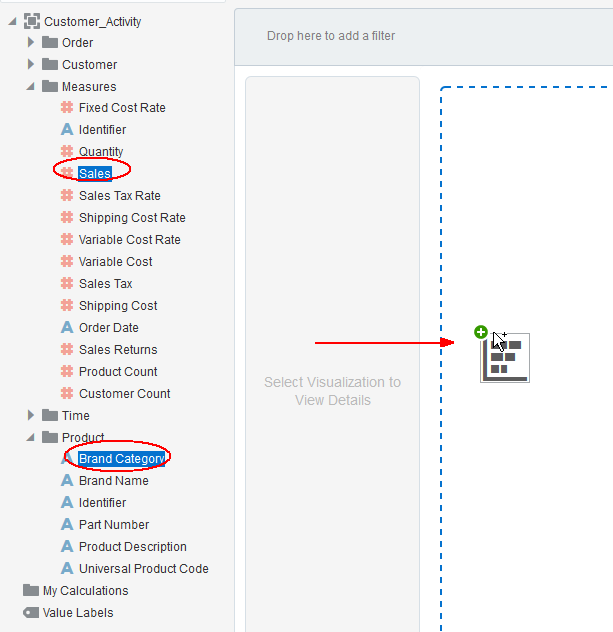 Customer_Activity
Order
Customer
Measures
Fixed Cost Rate
Identifier
Quantity
Sales
Sales Tax Rate
Shipping Cost Rate
Variable Cost Rate
Variable Cost
Sales Tax
Shipping Cost
Order Date
Sales Returns
Product Count
Customer Count
Time
Product
Brand Category
Brand Name
Identifier
Part Number
Product Description
Universal Product Code
My Calculations
Value Labels
Drop here to add a filter
Select Visualization to
View Details